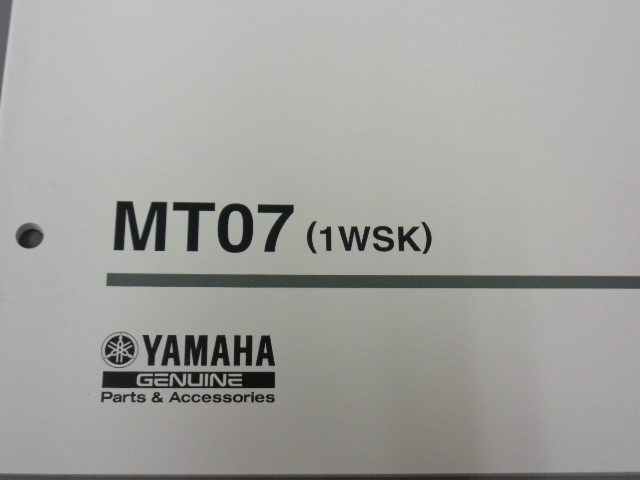 MT07 (1WSK)
YAMAHA
GENUINE
Parts & Accessories